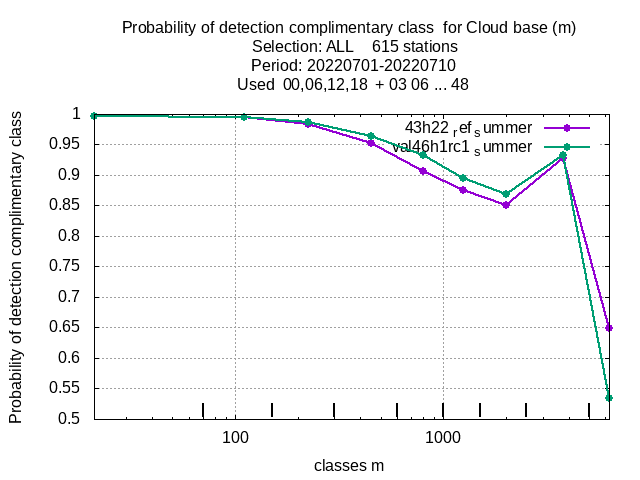 Probability of detection complimentary class  for Cloud base (m)
Selection: ALL    615 stations
Period: 20220701-20220710
Used  00,06,12,18  + 03 06 ... 48
Probability of detection complimentary class
43h22 ref summer
val46h1rc1 summer
1
0.95
0.9
0.85
0.8
0.75
0.7
0.65
0.6
0.55
0.5
100
1000
classes m